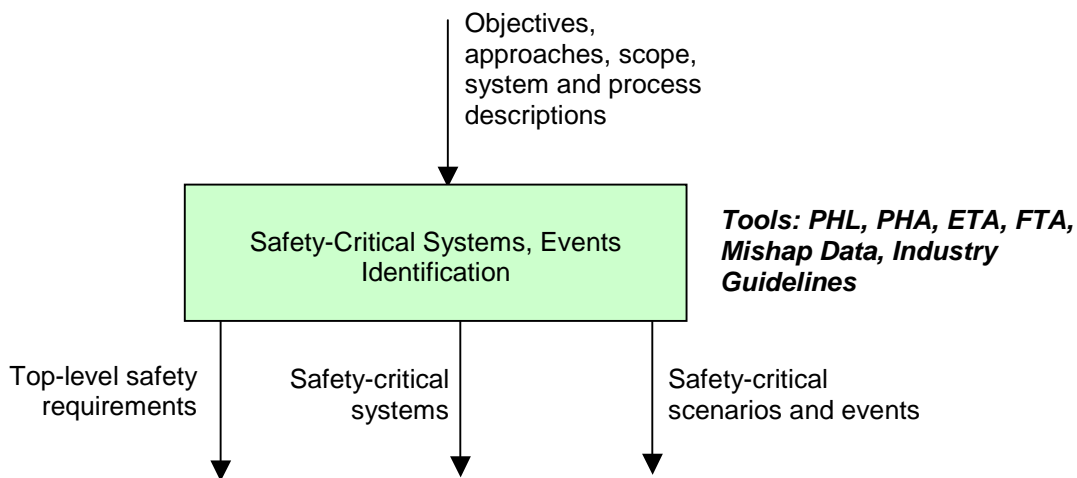 Objectives,
approaches, scope,
system and process
descriptions
Safety-Critical Systems, Events
Identification
Tools: PHL, PHA, ETA, FTA,
Mishap Data, Industry
Guidelines
Top-level safety
requirements
Safety-critical
systems
Safety-critical
scenarios and events